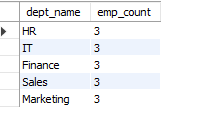 dept_name emp_count
HR 3
IT 3
Finance 3
Sales 3
Marketing 3